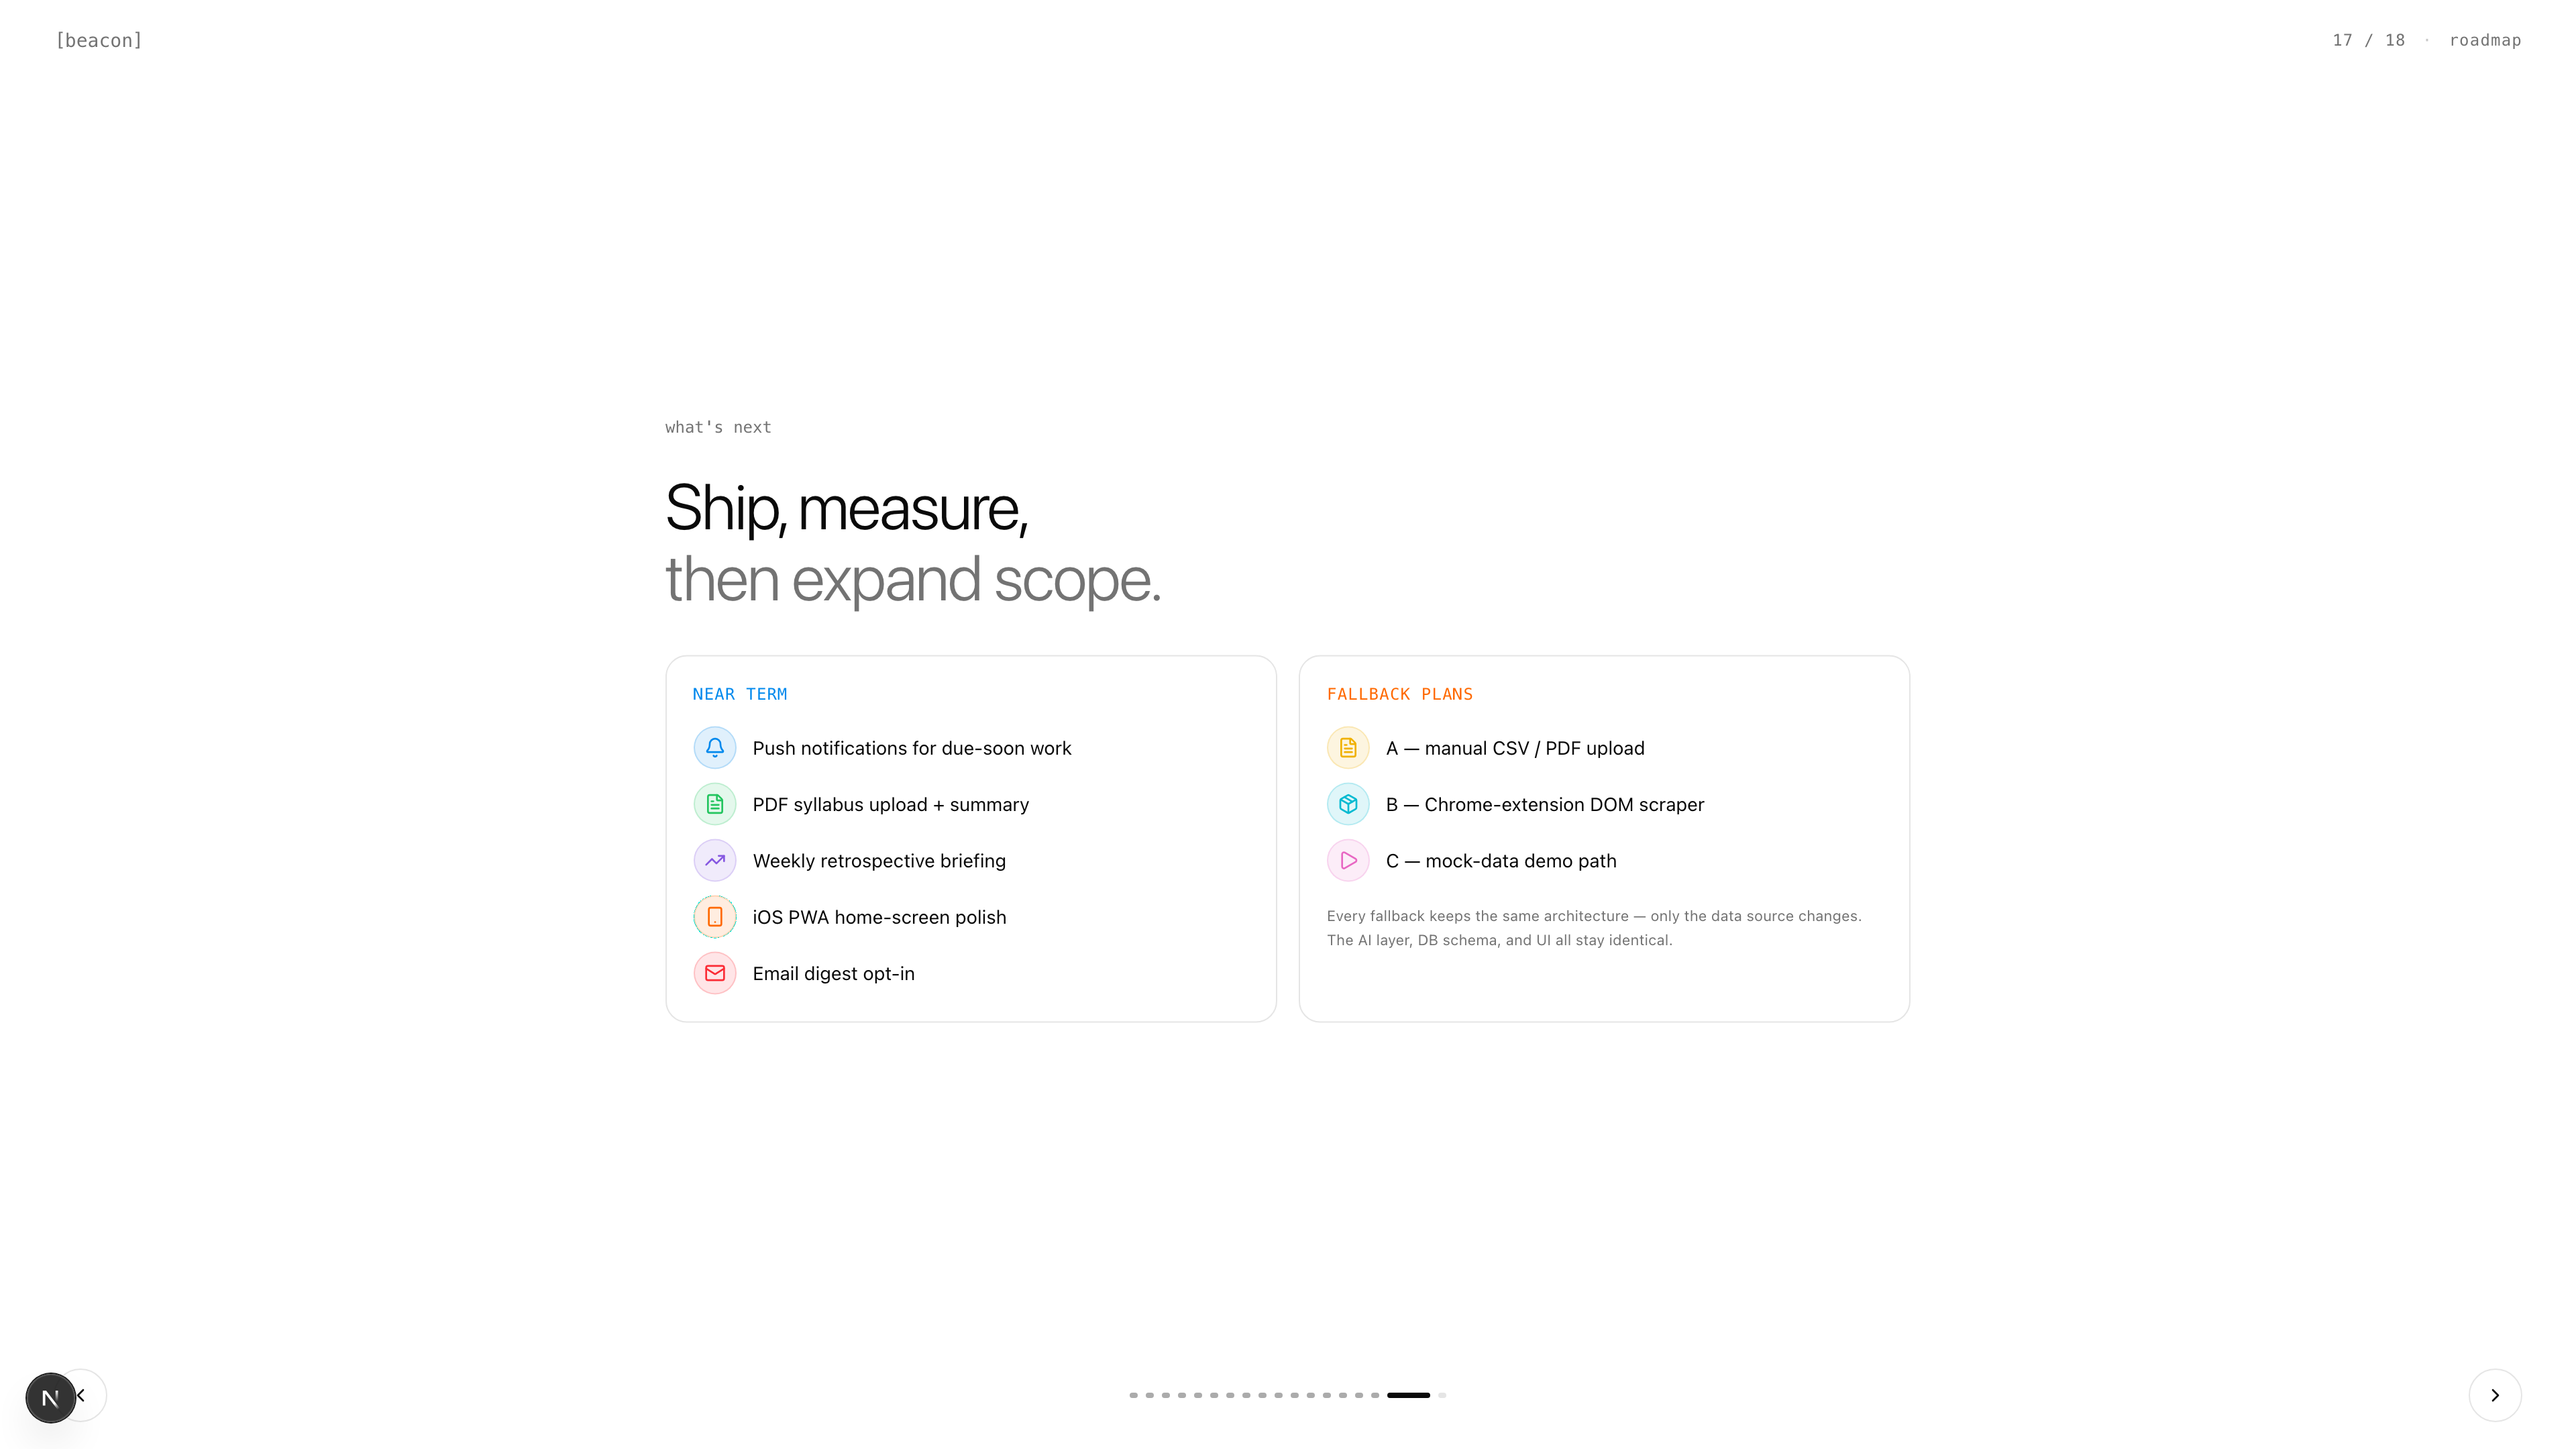 [beacon]
17 / 18 · roadmap
what's next
Ship, measure,
then expand scope.
NEAR TERM
Push notifications for due-soon work
PDF syllabus upload + summary
Weekly retrospective briefing
iOS PWA home-screen polish
Email digest opt-in
FALLBACK PLANS
A — manual CSV / PDF upload
B — Chrome-extension DOM scraper
C — mock-data demo path
Every fallback keeps the same architecture — only the data source changes.
The AI layer, DB schema, and UI all stay identical.
N